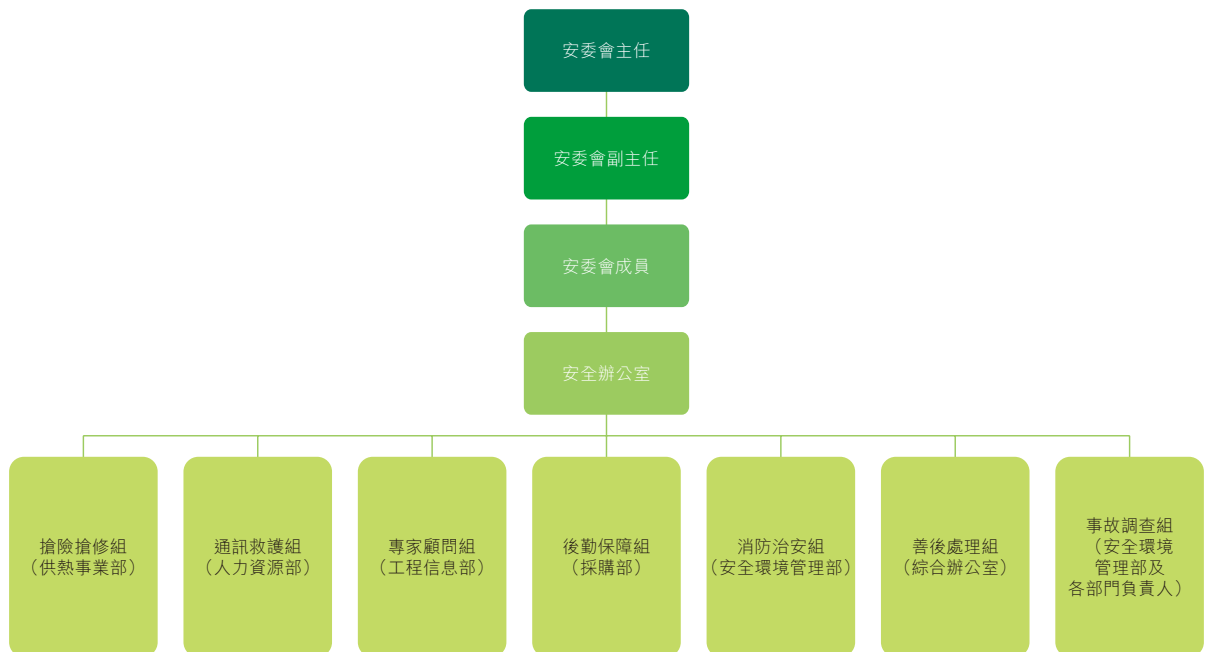 安委會主任
安委會副主任
安委會成員
安全辦公室
搶險搶修組
（供熱事業部）
通訊救護組
（人力資源部）
專家顧問組
（工程信息部）
後勤保障組
（採購部）
消防治安組
（安全環境管理部）
善後處理組
（綜合辦公室）
事故調查組
（安全環境
管理部及
各部門負責人）